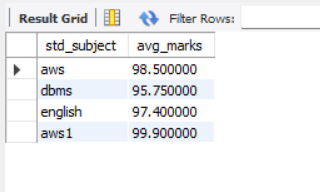 Result Grid Filter Rows:
std_subject avg_marks
aws 98.500000
dbms 95.750000
english 97.400000
aws1 99.900000